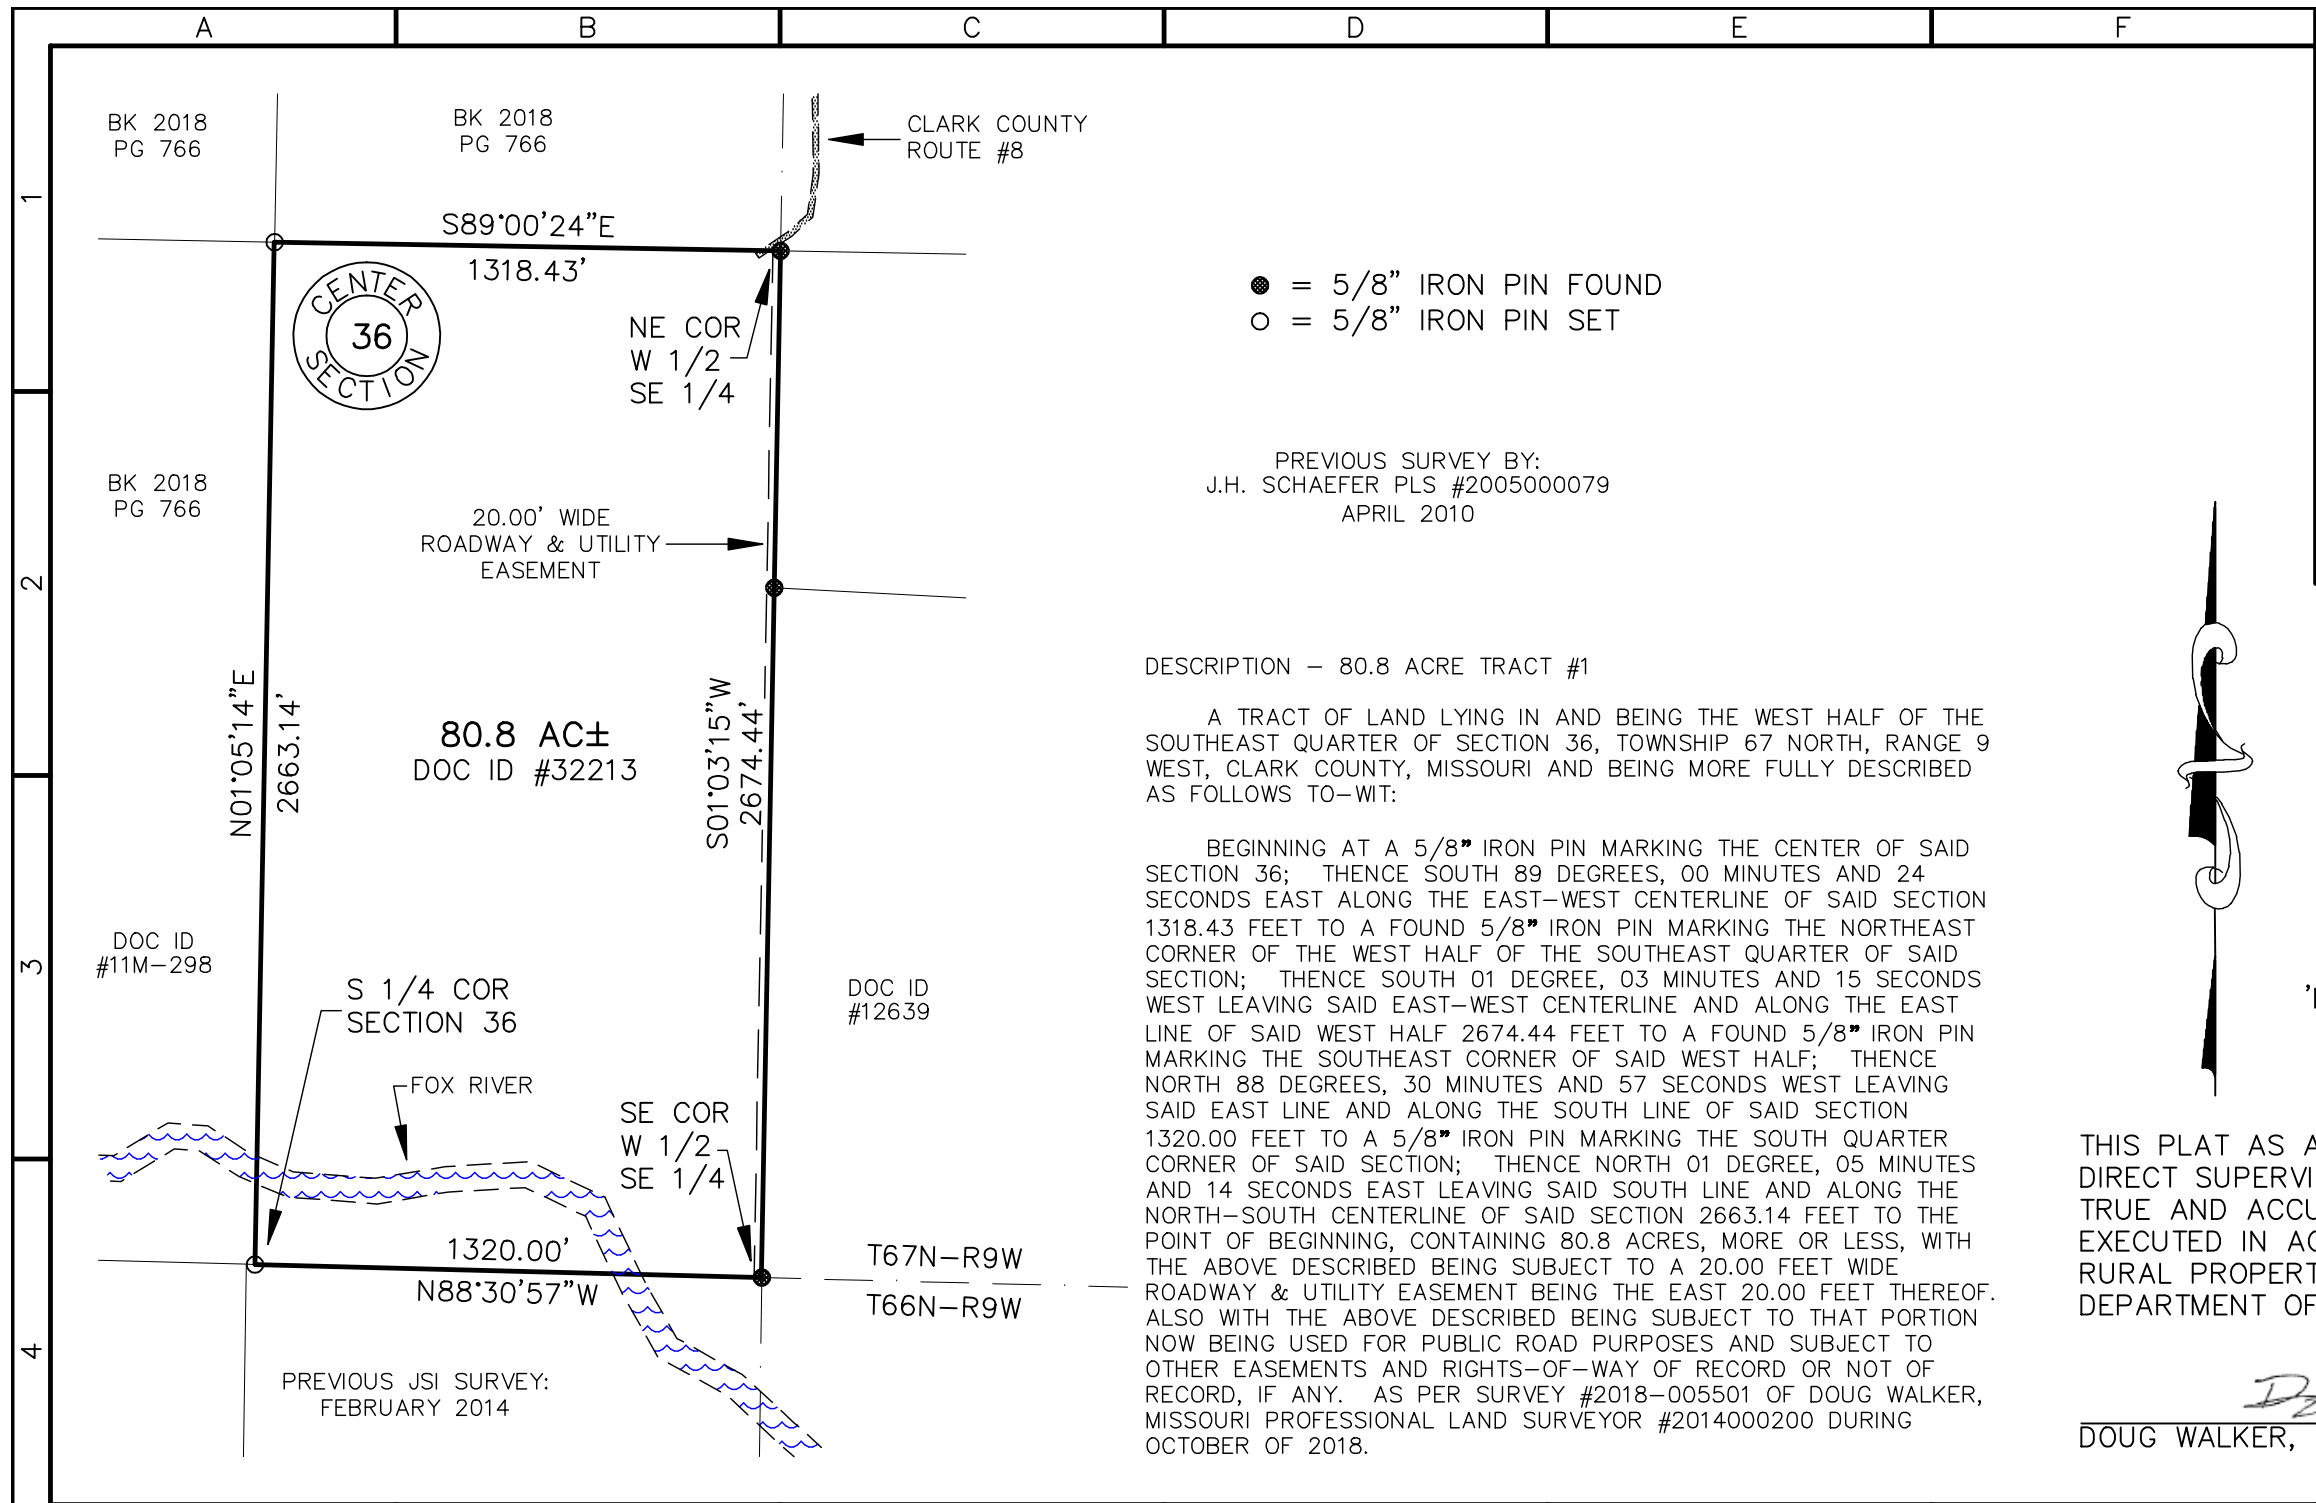 A B C D E F
1
2
3
4
BK 2018
PG 766
BK 2018
PG 766
CLARK COUNTY
ROUTE #8
S89°00'24"E
1318.43'
CENTER
36
SECTION
NE COR
W 1/2
SE 1/4
BK 2018
PG 766
20.00' WIDE
ROADWAY & UTILITY
EASEMENT
N01°05'14"E
2663.14'
80.8 AC±
DOC ID #32213
S01°03'15"W
2674.44'
DOC ID
#11M-298
S 1/4 COR
SECTION 36
DOC ID
#12639
FOX RIVER
SE COR
W 1/2
SE 1/4
1320.00'
N88°30'57"W
T67N-R9W
T66N-R9W
PREVIOUS JSI SURVEY:
FEBRUARY 2014
= 5/8" IRON PIN FOUND
= 5/8" IRON PIN SET
PREVIOUS SURVEY BY:
J.H. SCHAEFER PLS #2005000079
APRIL 2010
DESCRIPTION - 80.8 ACRE TRACT #1
A TRACT OF LAND LYING IN AND BEING THE WEST HALF OF THE
SOUTHEAST QUARTER OF SECTION 36, TOWNSHIP 67 NORTH, RANGE 9
WEST, CLARK COUNTY, MISSOURI AND BEING MORE FULLY DESCRIBED
AS FOLLOWS TO-WIT:
BEGINNING AT A 5/8" IRON PIN MARKING THE CENTER OF SAID
SECTION 36; THENCE SOUTH 89 DEGREES, 00 MINUTES AND 24
SECONDS EAST ALONG THE EAST-WEST CENTERLINE OF SAID SECTION
1318.43 FEET TO A FOUND 5/8" IRON PIN MARKING THE NORTHEAST
CORNER OF THE WEST HALF OF THE SOUTHEAST QUARTER OF SAID
SECTION; THENCE SOUTH 01 DEGREE, 03 MINUTES AND 15 SECONDS
WEST LEAVING SAID EAST-WEST CENTERLINE AND ALONG THE EAST
LINE OF SAID WEST HALF 2674.44 FEET TO A FOUND 5/8" IRON PIN
MARKING THE SOUTHEAST CORNER OF SAID WEST HALF; THENCE
NORTH 88 DEGREES, 30 MINUTES AND 57 SECONDS WEST LEAVING
SAID EAST LINE AND ALONG THE SOUTH LINE OF SAID SECTION
1320.00 FEET TO A 5/8" IRON PIN MARKING THE SOUTH QUARTER
CORNER OF SAID SECTION; THENCE NORTH 01 DEGREE, 05 MINUTES
AND 14 SECONDS EAST LEAVING SAID SOUTH LINE AND ALONG THE
NORTH-SOUTH CENTERLINE OF SAID SECTION 2663.14 FEET TO THE
POINT OF BEGINNING, CONTAINING 80.8 ACRES, MORE OR LESS, WITH
THE ABOVE DESCRIBED BEING SUBJECT TO A 20.00 FEET WIDE
ROADWAY & UTILITY EASEMENT BEING THE EAST 20.00 FEET THEREOF.
ALSO WITH THE ABOVE DESCRIBED BEING SUBJECT TO THAT PORTION
NOW BEING USED FOR PUBLIC ROAD PURPOSES AND SUBJECT TO
OTHER EASEMENTS AND RIGHTS-OF-WAY OF RECORD OR NOT OF
RECORD, IF ANY. AS PER SURVEY #2018-005501 OF DOUG WALKER,
MISSOURI PROFESSIONAL LAND SURVEYOR #2014000200 DURING
OCTOBER OF 2018.
THIS PLAT AS A
DIRECT SUPERVI
TRUE AND ACCU
EXECUTED IN AC
RURAL PROPERT
DEPARTMENT OF
DOUG WALKER,